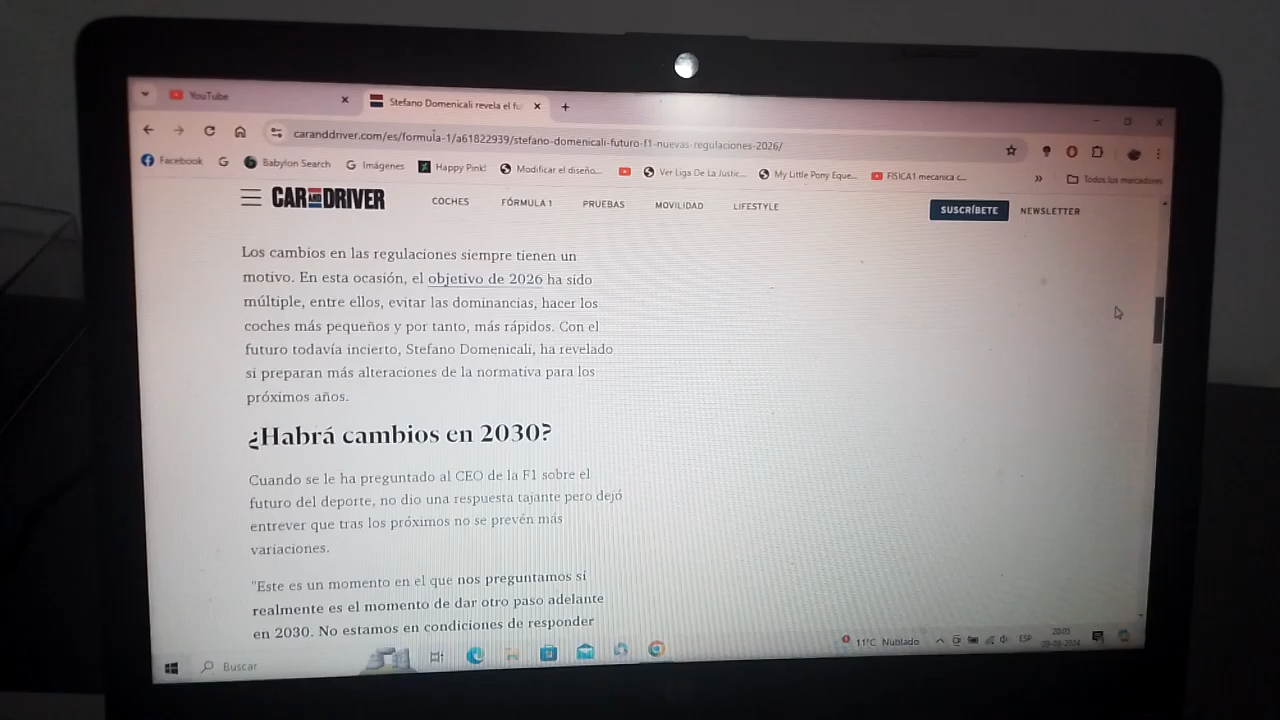 YouTube
Stefano Domenicali revela el fu
caranddriver.com/es/formula-1/a61822939/stefano-domenicali-futuro-f1-nuevas-regulaciones-2026/
Facebook G Babylon Search G Imágenes Happy Pink! Modificar el diseño... Ver Liga De La Justic... My Little Pony Eque... FISICA1 mecanica c... » Todos los marcadores
CAR AND DRIVER COCHES FÓRMULA 1 PRUEBAS MOVILIDAD LIFESTYLE SUSCRÍBETE NEWSLETTER
Los cambios en las regulaciones siempre tienen un
motivo. En esta ocasión, el objetivo de 2026 ha sido
múltiple, entre ellos, evitar las dominancias, hacer los
coches más pequeños y por tanto, más rápidos. Con el
futuro todavía incierto, Stefano Domenicali, ha revelado
si preparan más alteraciones de la normativa para los
próximos años.
¿Habrá cambios en 2030?
Cuando se le ha preguntado al CEO de la F1 sobre el
futuro del deporte, no dio una respuesta tajante pero dejó
entrever que tras los próximos no se prevén más
variaciones.
"Este es un momento en el que nos preguntamos si
realmente es el momento de dar otro paso adelante
en 2030. No estamos en condiciones de responder
Buscar
11°C Nublado
ESP
20:05